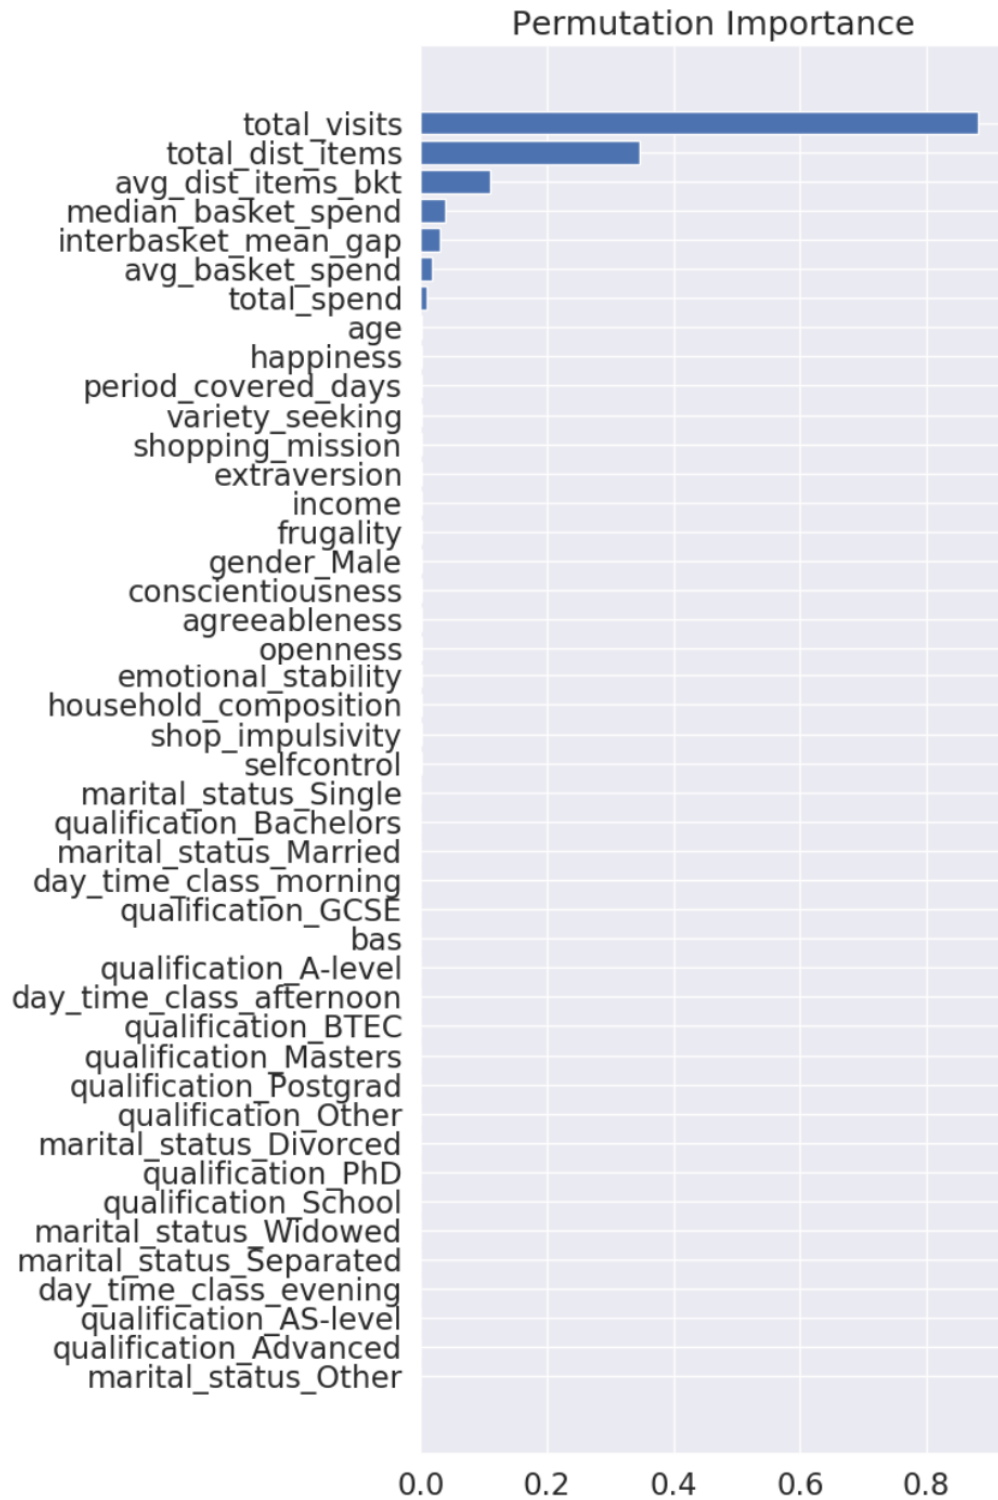 Permutation Importance
total_visits
total_dist_items
avg_dist_items_bkt
median_basket_spend
interbasket_mean_gap
avg_basket_spend
total_spend
age
happiness
period_covered_days
variety_seeking
shopping_mission
extraversion
income
frugality
gender_Male
conscientiousness
agreeableness
openness
emotional_stability
household_composition
shop_impulsivity
selfcontrol
marital_status_Single
qualification_Bachelors
marital_status_Married
day_time_class_morning
qualification_GCSE
bas
qualification_A-level
day_time_class_afternoon
qualification_BTEC
qualification_Masters
qualification_Postgrad
qualification_Other
marital_status_Divorced
qualification_PhD
qualification_School
marital_status_Widowed
marital_status_Separated
day_time_class_evening
qualification_AS-level
qualification_Advanced
marital_status_Other
0.0 0.2 0.4 0.6 0.8